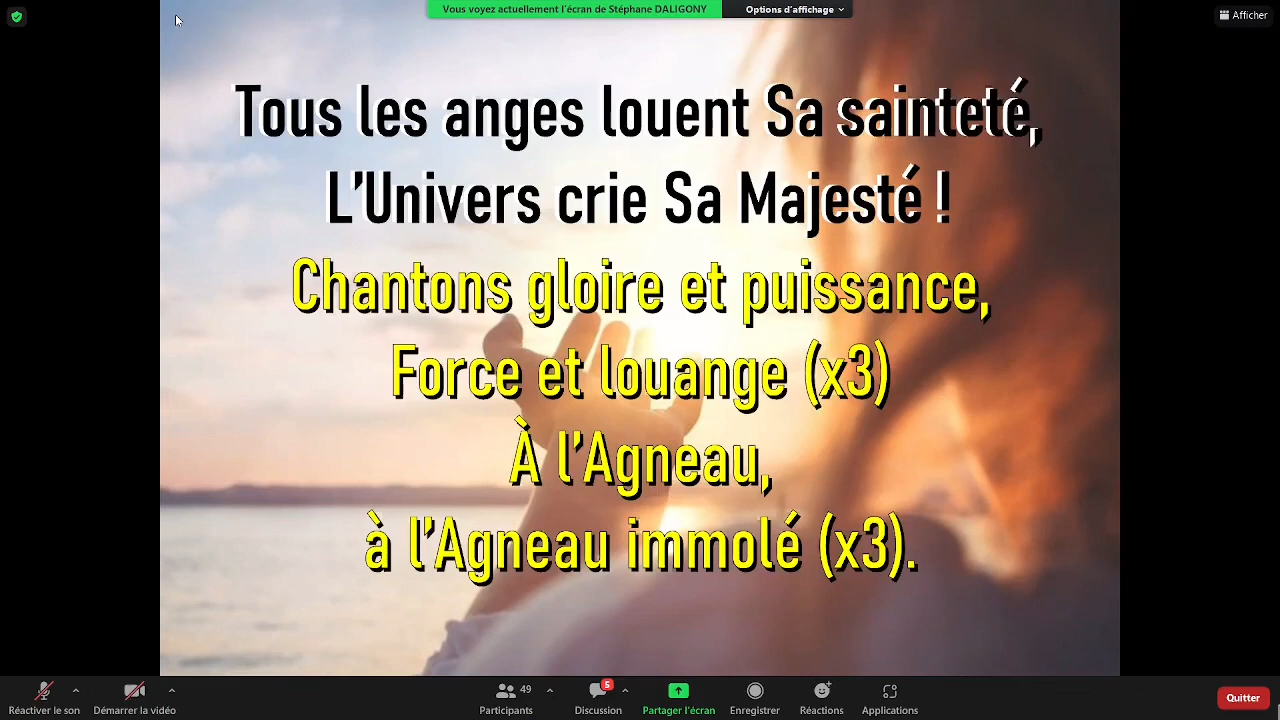 Vous voyez actuellement l'écran de Stéphane DALIGONY
Options d'affichage
Afficher
Tous les anges louent Sa sainteté,
L'Univers crie Sa Majesté !
Chantons gloire et puissance,
Force et louange (x3)
À l'Agneau,
à l'Agneau immolé (x3).
Réactiver le son
Démarrer la vidéo
49
Participants
5
Discussion
Partager l'écran
Enregistrer
Réactions
Applications
Quitter